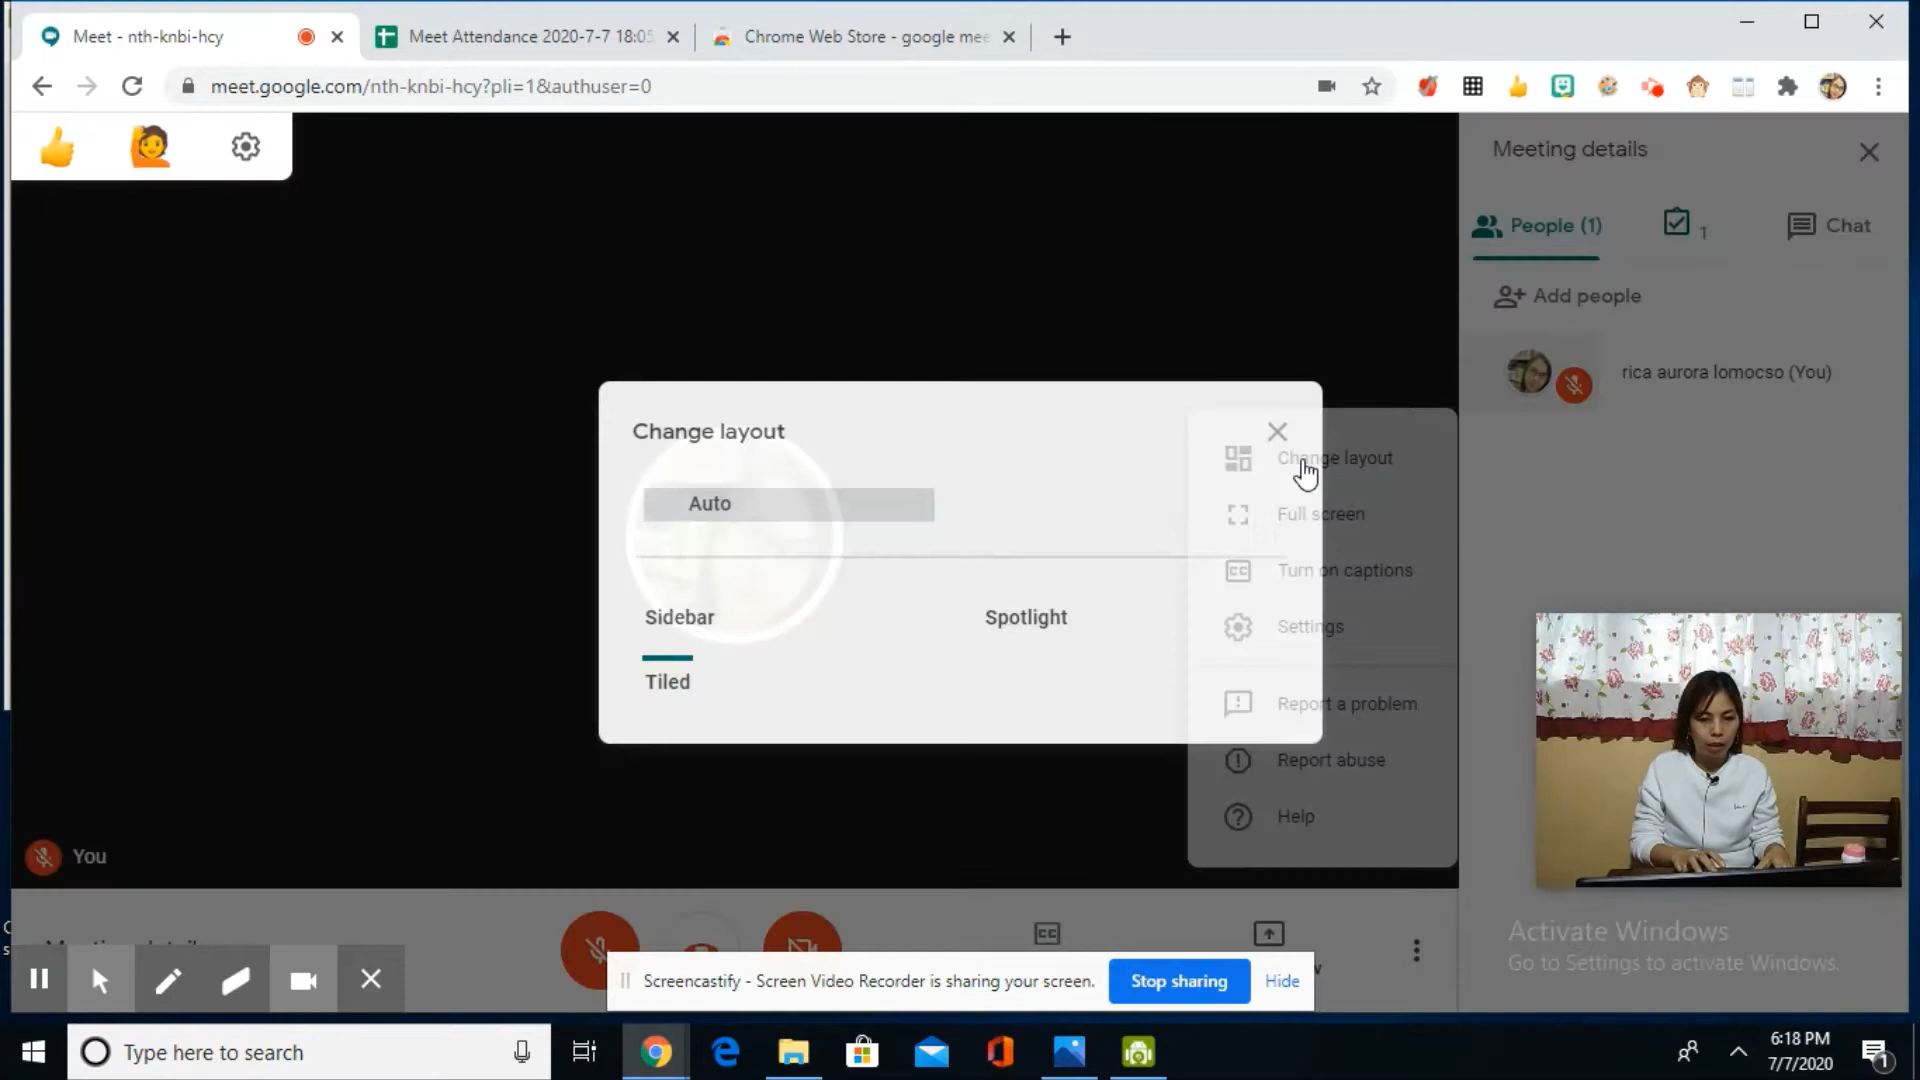 Meet - nth-knbi-hcy
Meet Attendance 2020-7-7 18:05
Chrome Web Store - google mee
meet.google.com/nth-knbi-hcy?pli=1&authuser=0
Meeting details
People (1)
1
Chat
Add people
rica aurora lomocso (You)
Change layout
Auto
Sidebar
Spotlight
Tiled
Change layout
Full screen
Turn on captions
Settings
Report a problem
Report abuse
Help
You
Activate Windows
Go to Settings to activate Windows.
Screencastify - Screen Video Recorder is sharing your screen.
Stop sharing
Hide
Type here to search
6:18 PM
7/7/2020
1